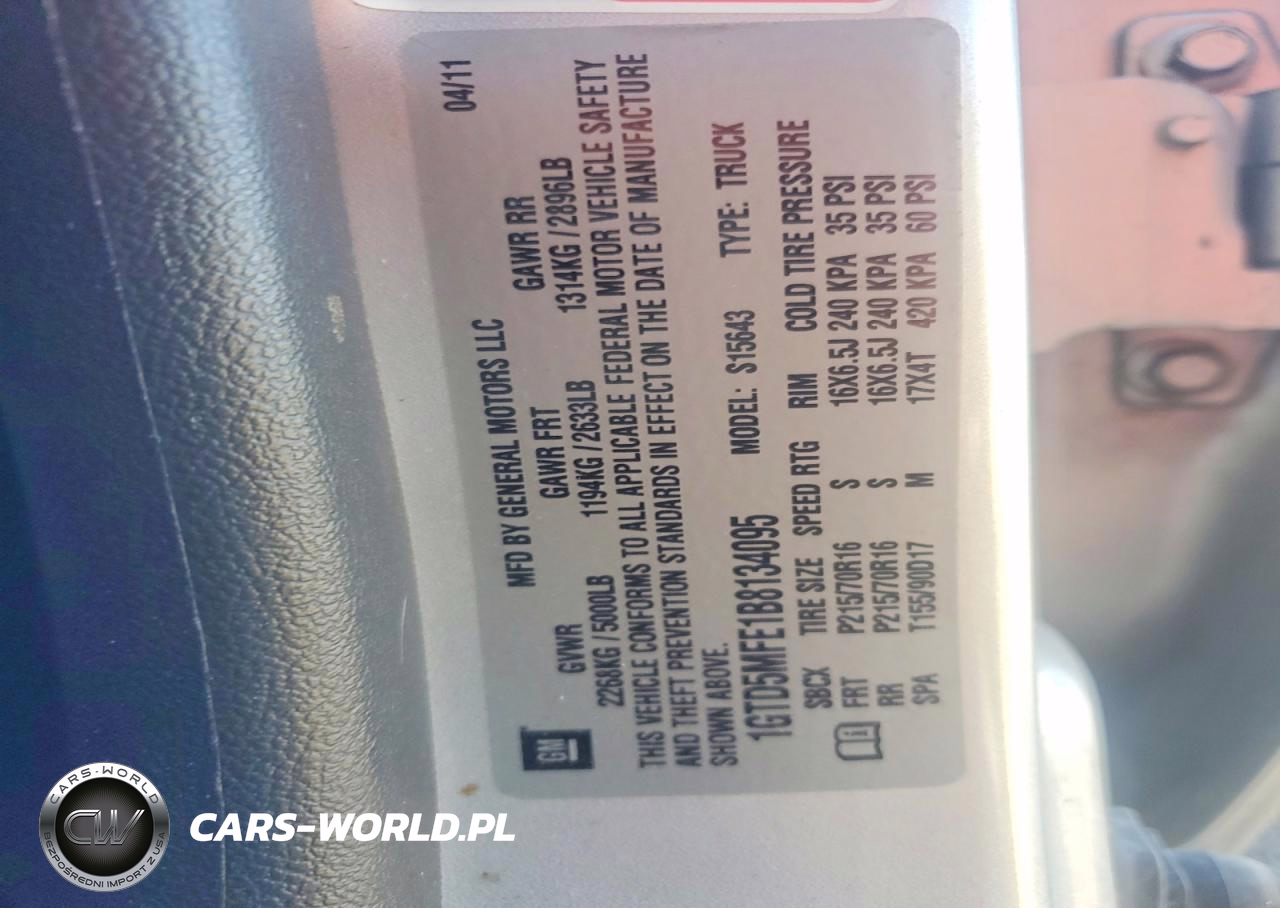 04/11
MFD BY GENERAL MOTORS LLC
GM
GVWR GAWR FRT GAWR RR
2268KG / 5000LB 1194KG / 2633LB 1314KG / 2896LB
THIS VEHICLE CONFORMS TO ALL APPLICABLE FEDERAL MOTOR VEHICLE SAFETY
AND THEFT PREVENTION STANDARDS IN EFFECT ON THE DATE OF MANUFACTURE
SHOWN ABOVE.
1GTD5MFE1B8134095 MODEL: S15643 TYPE: TRUCK
SBCX TIRE SIZE SPEED RTG RIM COLD TIRE PRESSURE
FRT P215/70R16 S 16X6.5J 240 KPA 35 PSI
RR P215/70R16 S 16X6.5J 240 KPA 35 PSI
SPA T155/90D17 M 17X4T 420 KPA 60 PSI
CARS-WORLD
CW
BEZPOŚREDNI IMPORT Z USA
CARS-WORLD.PL